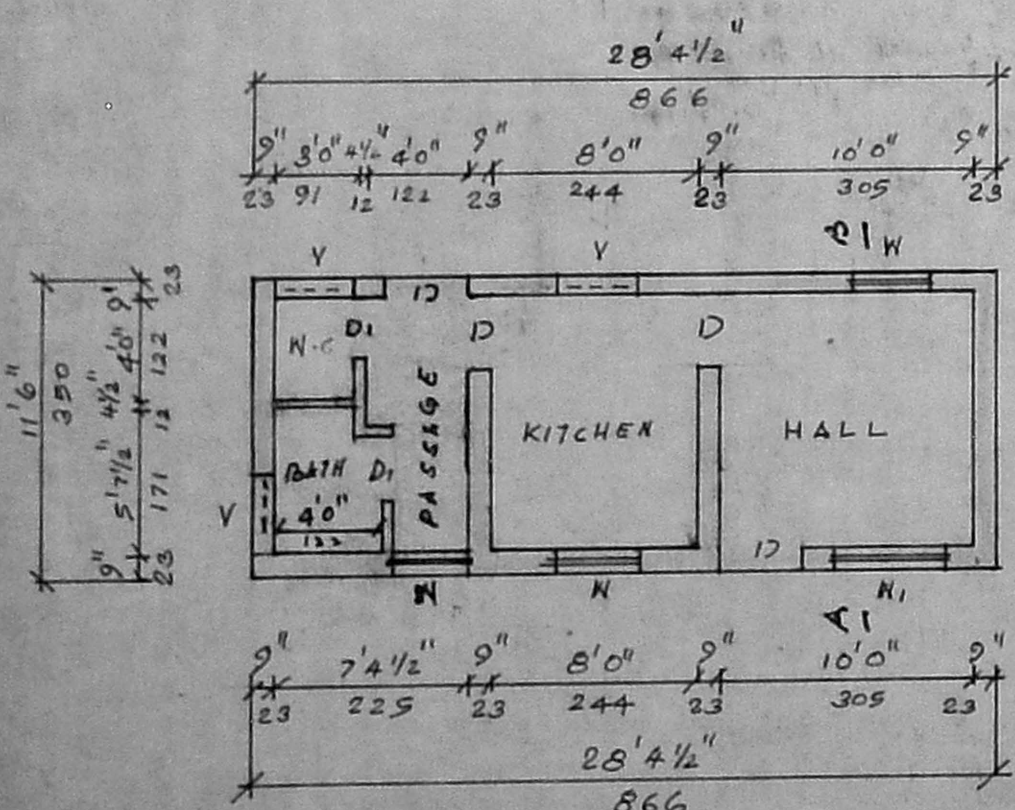 28'4½"
866
9" 3'0" 4½" 4'0" 9" 8'0" 9" 10'0" 9"
23 91 12 122 23 244 23 305 23
B
V V W
D
D1 D D
W.C
PASSAGE
KITCHEN HALL
BATH D1
4'0"
122
V
D
W W1
A
11'6"
350
9" 5'7½" 4½" 4'0" 9"
23 171 12 122 23
9" 7'4½" 9" 8'0" 9" 10'0" 9"
23 225 23 244 23 305 23
28'4½"
866